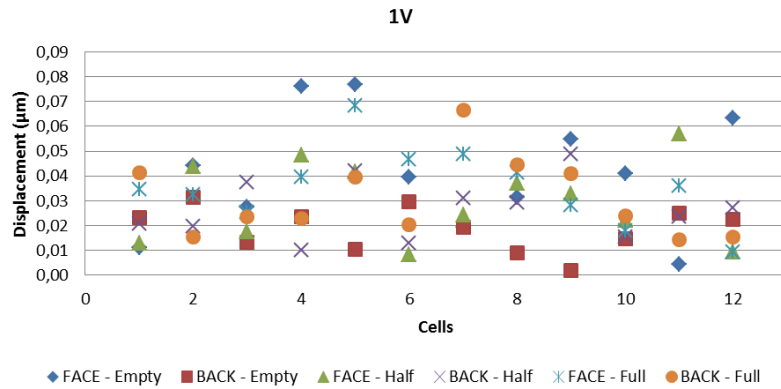 1V
Displacement (µm)
0,09
0,08
0,07
0,06
0,05
0,04
0,03
0,02
0,01
0,00
0 2 4 6 8 10 12
Cells
FACE - Empty BACK - Empty FACE - Half BACK - Half FACE - Full BACK - Full